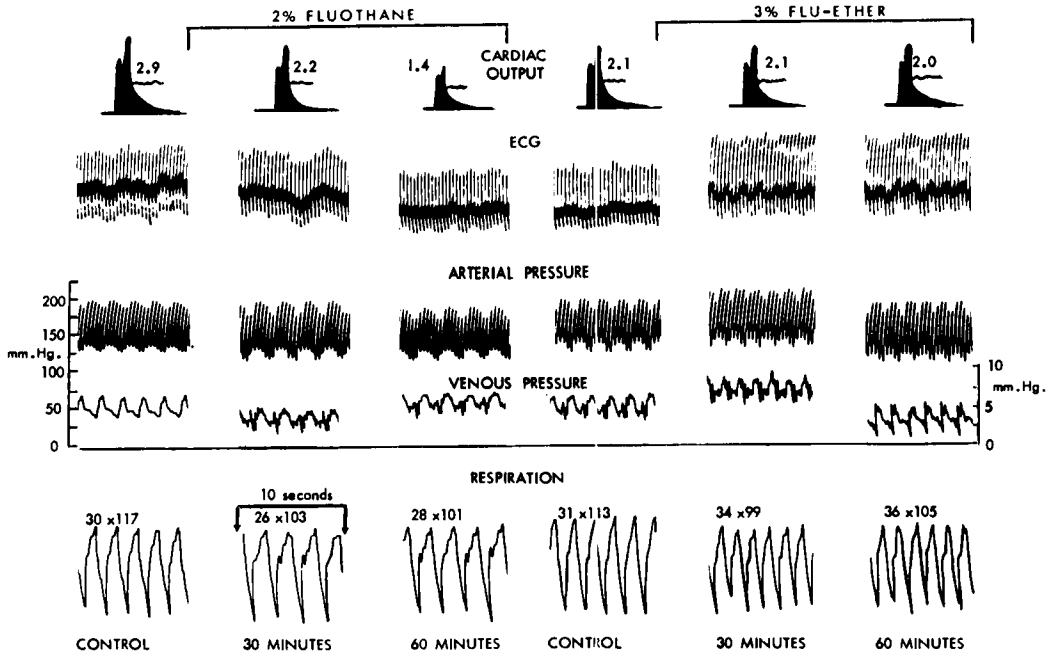 2% FLUOTHANE
3% FLU-ETHER
CARDIAC
OUTPUT
2.9
2.2
1.4
2.1
2.1
2.0
ECG
ARTERIAL PRESSURE
200
150
mm.Hg.
100
50
0
VENOUS PRESSURE
10
mm.Hg.
5
0
RESPIRATION
10 seconds
30 x117
26 x103
28 x101
31 x113
34 x99
36 x105
CONTROL
30 MINUTES
60 MINUTES
CONTROL
30 MINUTES
60 MINUTES